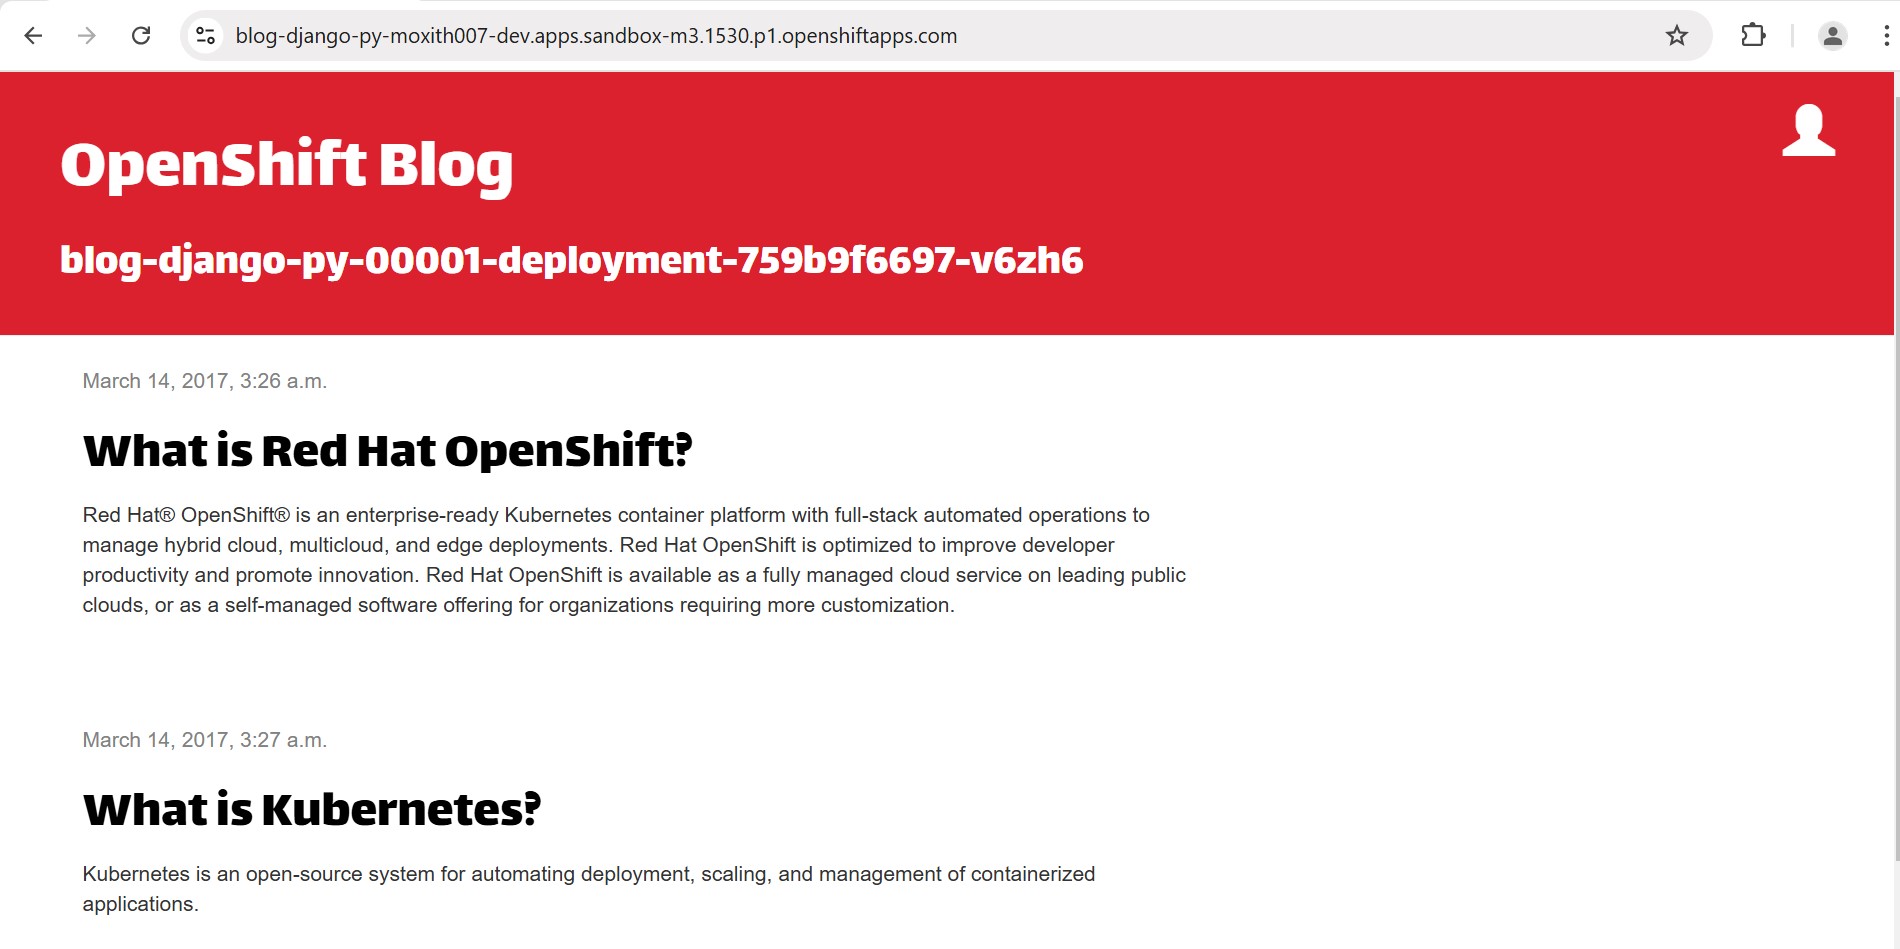 blog-django-py-moxith007-dev.apps.sandbox-m3.1530.p1.openshiftapps.com
OpenShift Blog
blog-django-py-00001-deployment-759b9f6697-v6zh6
March 14, 2017, 3:26 a.m.
What is Red Hat OpenShift?
Red Hat® OpenShift® is an enterprise-ready Kubernetes container platform with full-stack automated operations to
manage hybrid cloud, multicloud, and edge deployments. Red Hat OpenShift is optimized to improve developer
productivity and promote innovation. Red Hat OpenShift is available as a fully managed cloud service on leading public
clouds, or as a self-managed software offering for organizations requiring more customization.
March 14, 2017, 3:27 a.m.
What is Kubernetes?
Kubernetes is an open-source system for automating deployment, scaling, and management of containerized
applications.